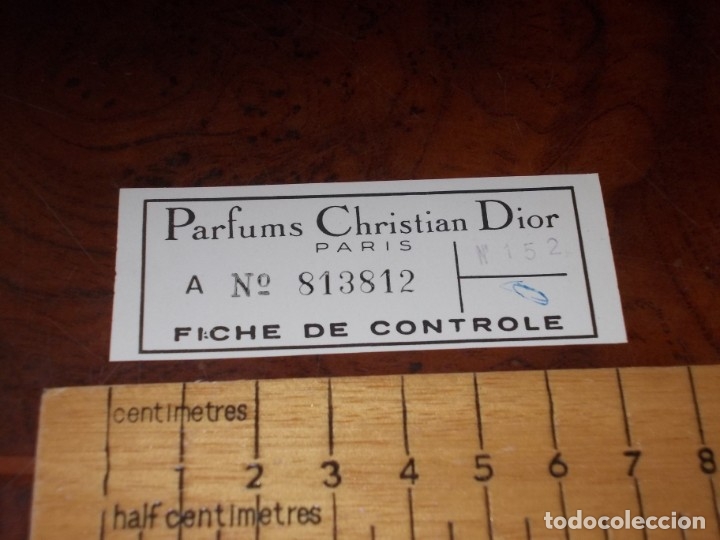 Parfums Christian Dior
PARIS
A Nº 813812
N 152
FICHE DE CONTROLE
centimetres
1 2 3 4 5 6 7 8
half centimetres
todocoleccion